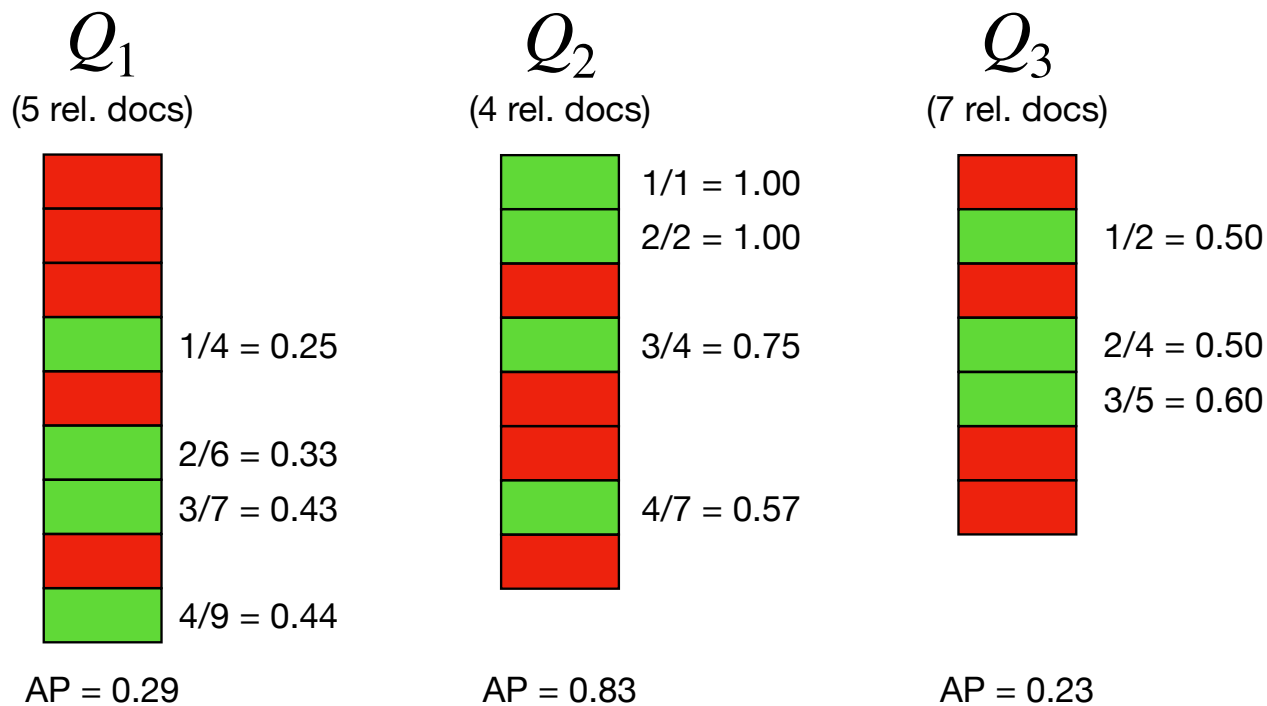 Q1
(5 rel. docs)
1/4 = 0.25
2/6 = 0.33
3/7 = 0.43
4/9 = 0.44
AP = 0.29
Q2
(4 rel. docs)
1/1 = 1.00
2/2 = 1.00
3/4 = 0.75
4/7 = 0.57
AP = 0.83
Q3
(7 rel. docs)
1/2 = 0.50
2/4 = 0.50
3/5 = 0.60
AP = 0.23